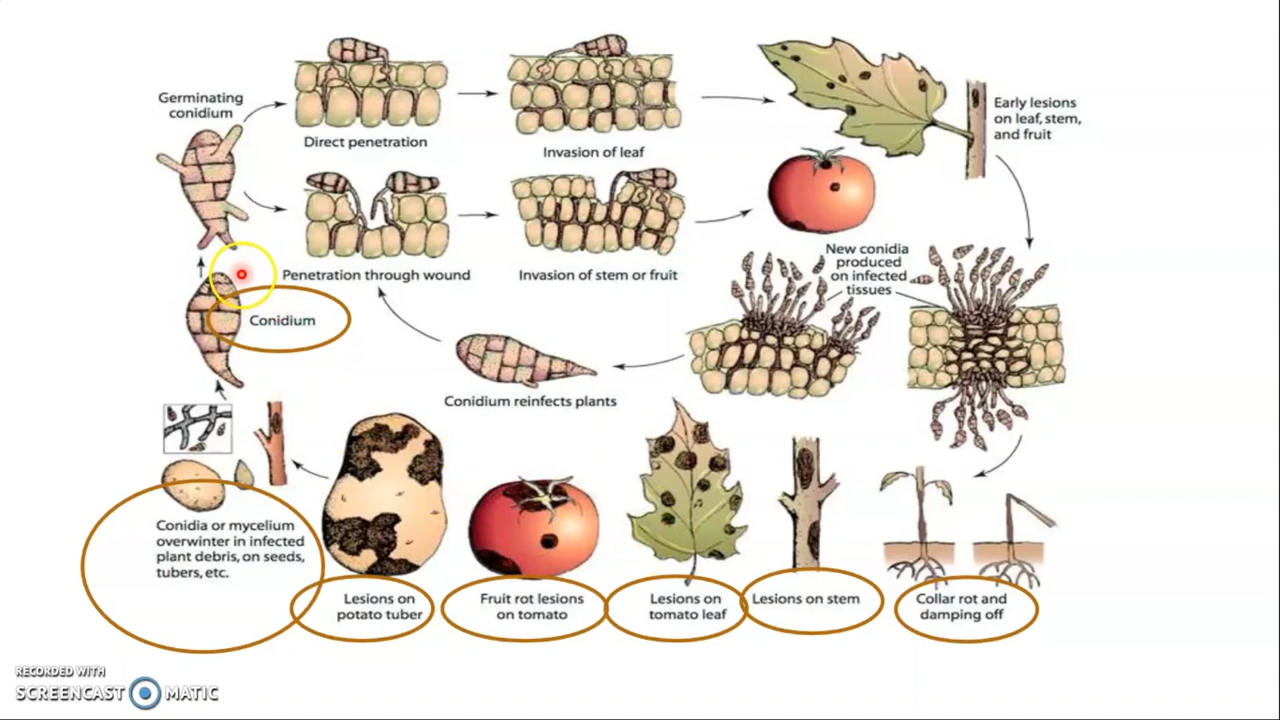 Germinating
conidium
Direct penetration
Invasion of leaf
Early lesions
on leaf, stem,
and fruit
Penetration through wound
Invasion of stem or fruit
New conidia
produced
on infected
tissues
Conidium
Conidium reinfects plants
Conidia or mycelium
overwinter in infected
plant debris, on seeds,
tubers, etc.
Lesions on
potato tuber
Fruit rot lesions
on tomato
Lesions on
tomato leaf
Lesions on stem
Collar rot and
damping off
RECORDED WITH
SCREENCAST MATIC